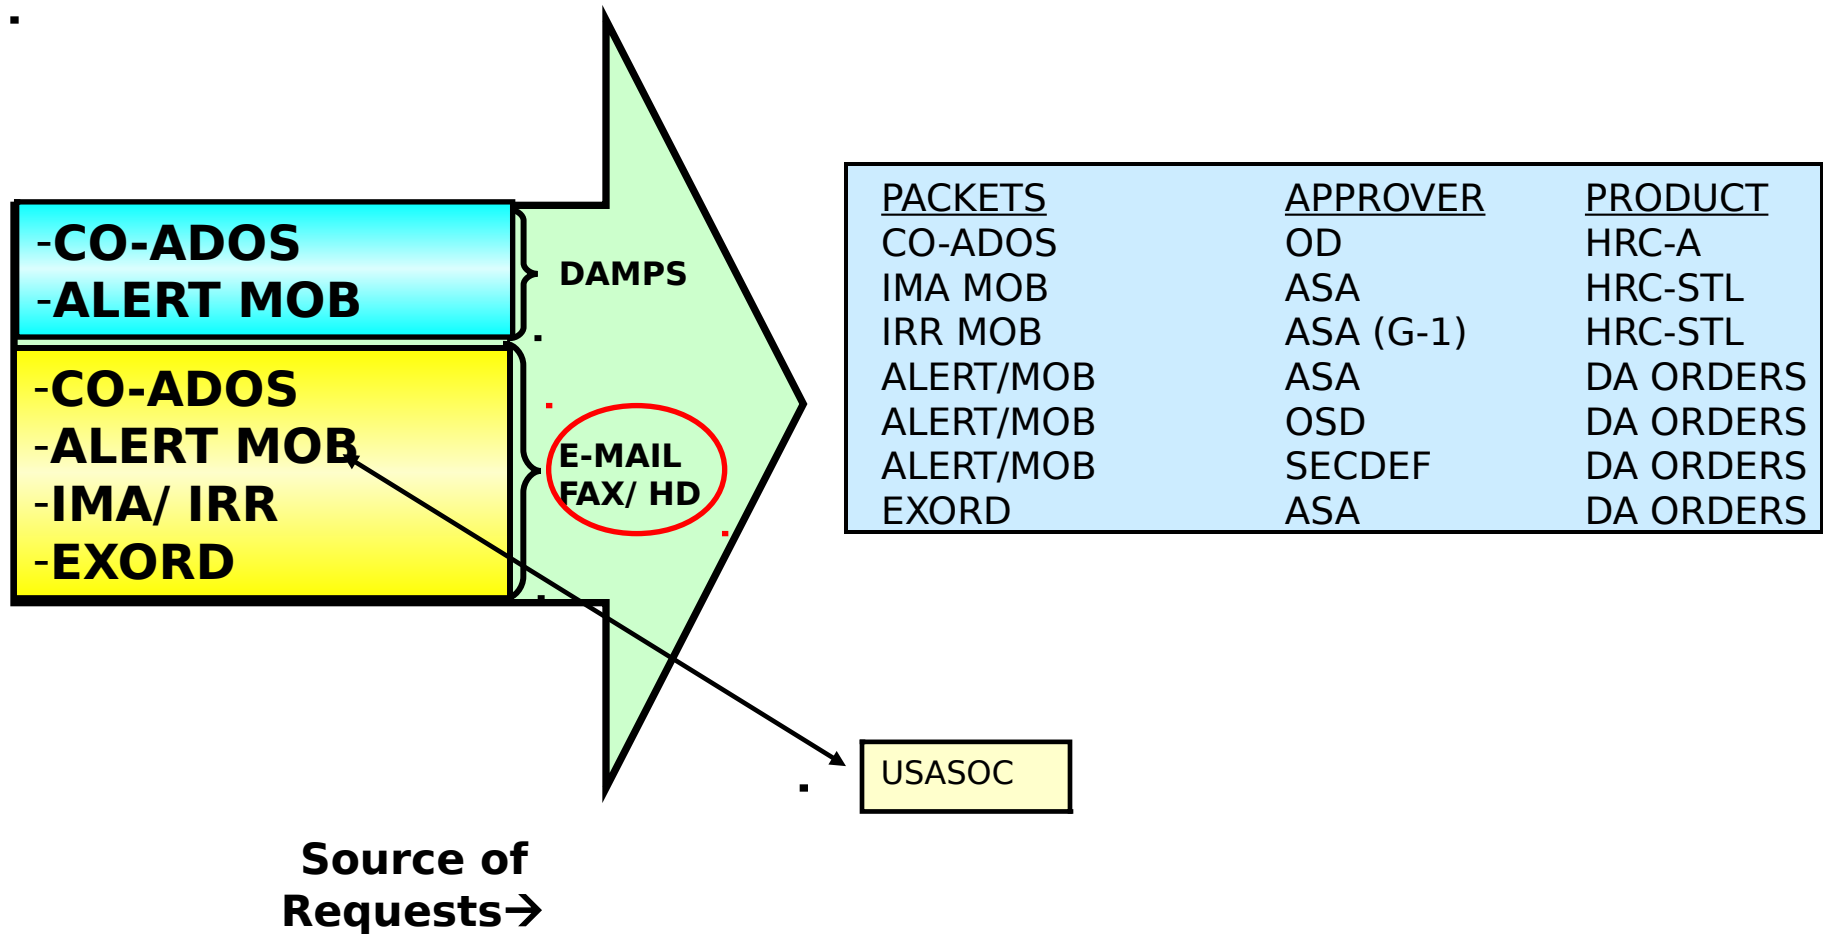 -CO-ADOS
-ALERT MOB
DAMPS
-CO-ADOS
-ALERT MOB
-IMA/ IRR
-EXORD
E-MAIL
FAX/ HD
PACKETS APPROVER PRODUCT
CO-ADOS OD HRC-A
IMA MOB ASA HRC-STL
IRR MOB ASA (G-1) HRC-STL
ALERT/MOB ASA DA ORDERS
ALERT/MOB OSD DA ORDERS
ALERT/MOB SECDEF DA ORDERS
EXORD ASA DA ORDERS
USASOC
Source of
Requests→